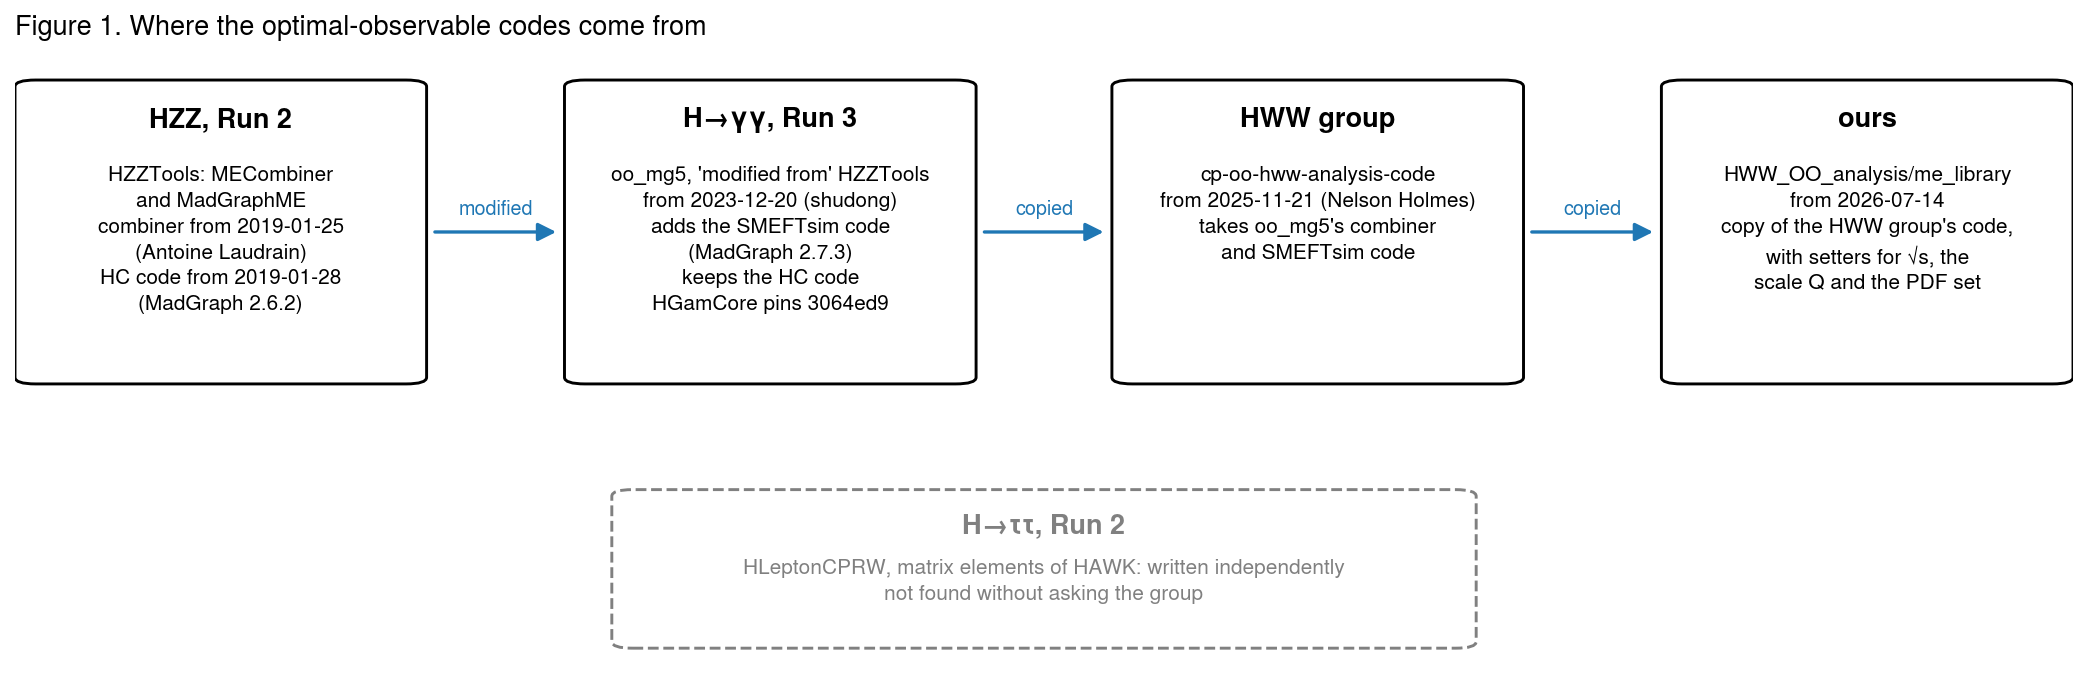 Figure 1. Where the optimal-observable codes come from
HZZ, Run 2
HZZTools: MECombiner
and MadGraphME
combiner from 2019-01-25
(Antoine Laudrain)
HC code from 2019-01-28
(MadGraph 2.6.2)
modified
H→γγ, Run 3
oo_mg5, 'modified from' HZZTools
from 2023-12-20 (shudong)
adds the SMEFTsim code
(MadGraph 2.7.3)
keeps the HC code
HGamCore pins 3064ed9
copied
HWW group
cp-oo-hww-analysis-code
from 2025-11-21 (Nelson Holmes)
takes oo_mg5's combiner
and SMEFTsim code
copied
ours
HWW_OO_analysis/me_library
from 2026-07-14
copy of the HWW group's code,
with setters for √s, the
scale Q and the PDF set
H→ττ, Run 2
HLeptonCPRW, matrix elements of HAWK: written independently
not found without asking the group